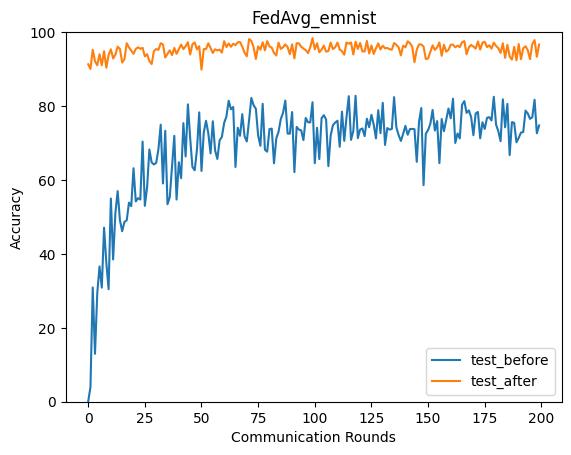 FedAvg_emnist
Accuracy
100
80
60
40
20
0
0 25 50 75 100 125 150 175 200
Communication Rounds
test_before
test_after